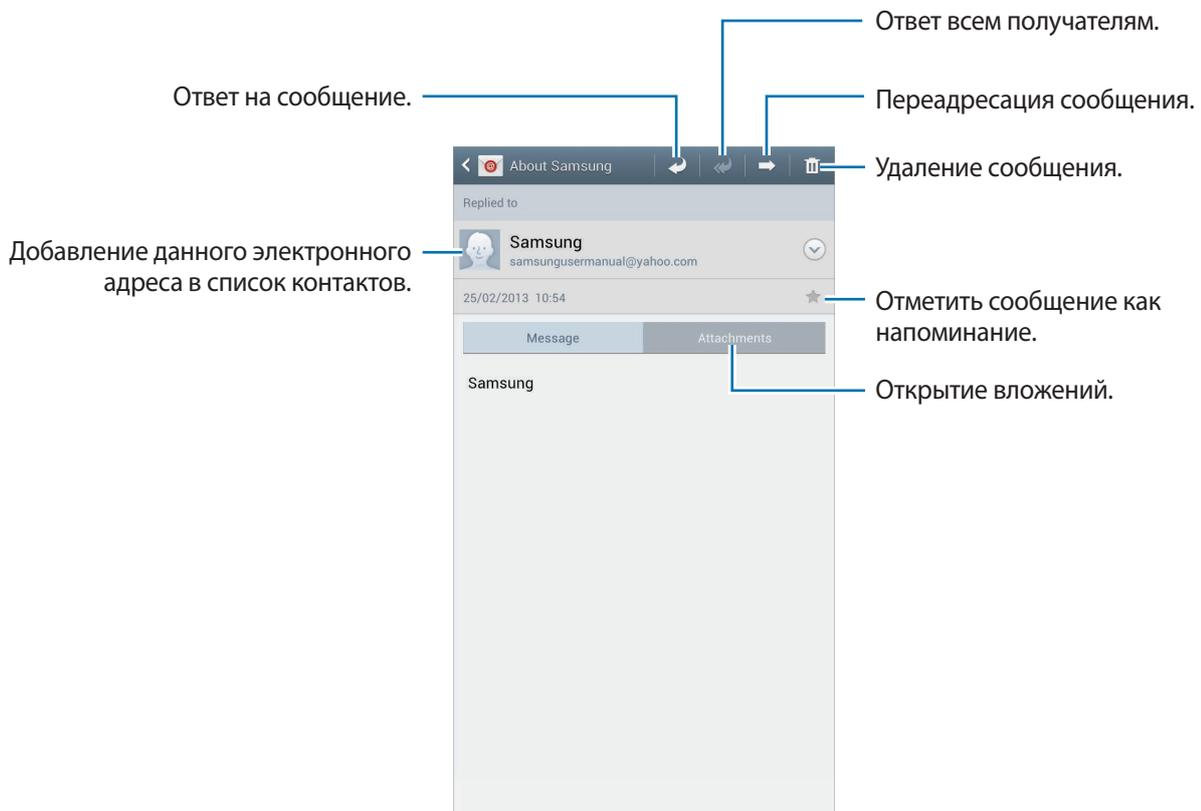 Ответ всем получателям.
Ответ на сообщение.
Переадресация сообщения.
About Samsung
Удаление сообщения.
Replied to
Добавление данного электронного
адреса в список контактов.
Samsung
samsungusermanual@yahoo.com
25/02/2013 10:54
Отметить сообщение как
напоминание.
Message
Attachments
Открытие вложений.
Samsung